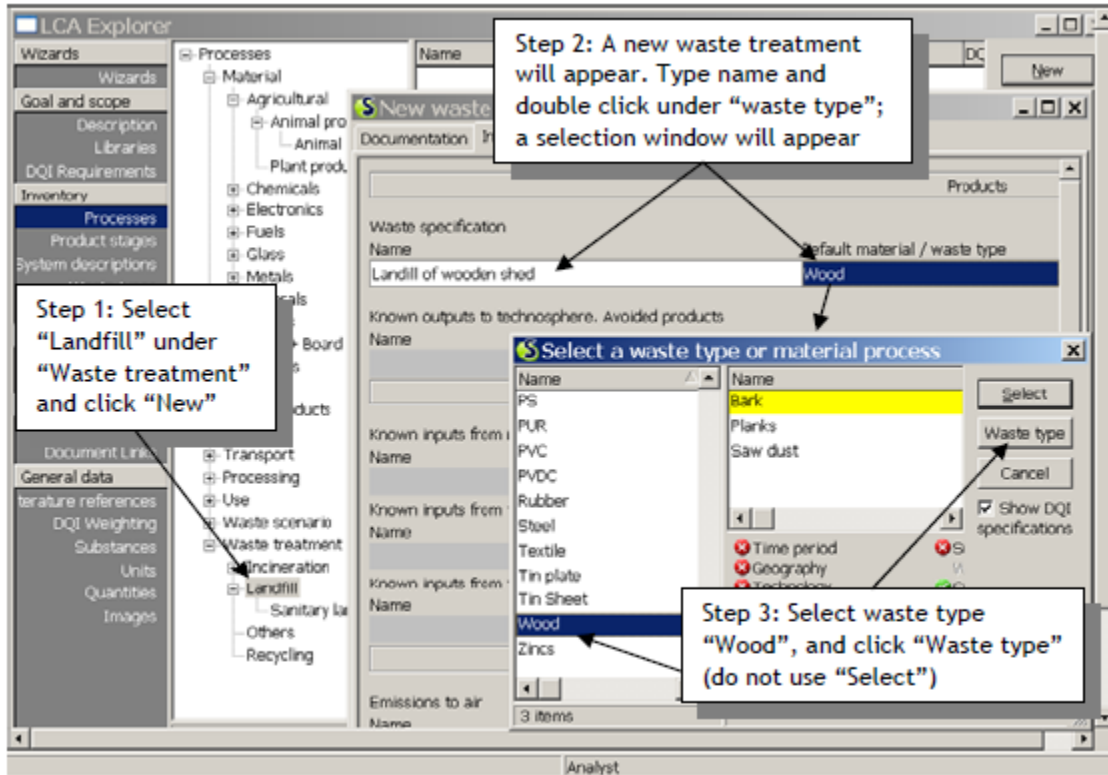 LCA Explorer
Wizards
Wizards
Goal and scope
Description
Libraries
DQI Requirements
Inventory
Processes
Product stages
System descriptions
Document Links
General data
terature references
DQI Weighting
Substances
Units
Quantities
Images
Processes
Material
Agricultural
Animal pro
Animal
Plant produ
Chemicals
Electronics
Fuels
Glass
Metals
Board
Transport
Processing
Use
Waste scenario
Waste treatment
Incineration
Landfill
Sanitary la
Others
Recycling
Name
New
Step 1: Select
“Landfill” under
“Waste treatment”
and click “New”
Step 2: A new waste treatment
will appear. Type name and
double click under “waste type”;
a selection window will appear
New waste
Documentation
Products
Waste specification
Name Default material / waste type
Landill of wooden shed Wood
Known outputs to technosphere. Avoided products
Name
Known inputs from
Name
Known inputs from
Name
Known inputs from
Name
Emissions to air
Name
Select a waste type or material process
Name
PS
PUR
PVC
PVDC
Rubber
Steel
Textile
Tin plate
Tin Sheet
Wood
Zincs
3 items
Name
Bark
Planks
Saw dust
Time period
Geography
Technology
Select
Waste type
Cancel
Show DQI
specifications
Step 3: Select waste type
“Wood”, and click “Waste type”
(do not use “Select”)
Analyst